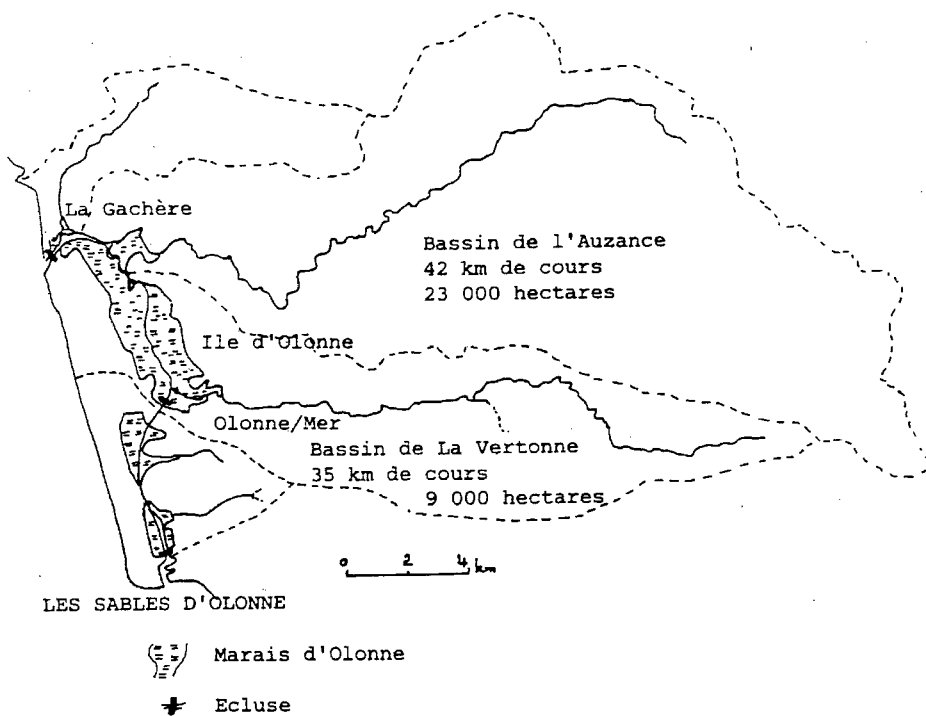 La Gachère
Bassin de l'Auzance
42 km de cours
23 000 hectares
Ile d'Olonne
Olonne/Mer
Bassin de La Vertonne
35 km de cours
9 000 hectares
0 2 4 km
LES SABLES D'OLONNE
Marais d'Olonne
Ecluse